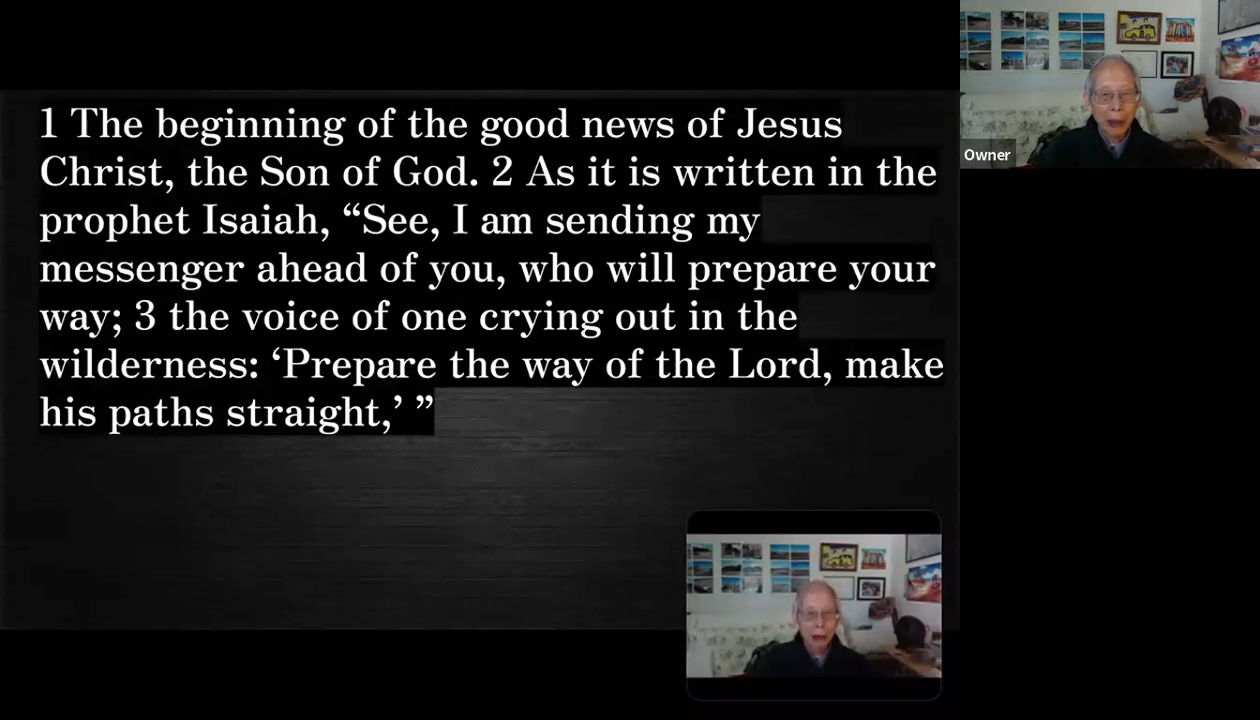 1 The beginning of the good news of Jesus
Christ, the Son of God. 2 As it is written in the
prophet Isaiah, “See, I am sending my
messenger ahead of you, who will prepare your
way; 3 the voice of one crying out in the
wilderness: ‘Prepare the way of the Lord, make
his paths straight,’ ”
Owner